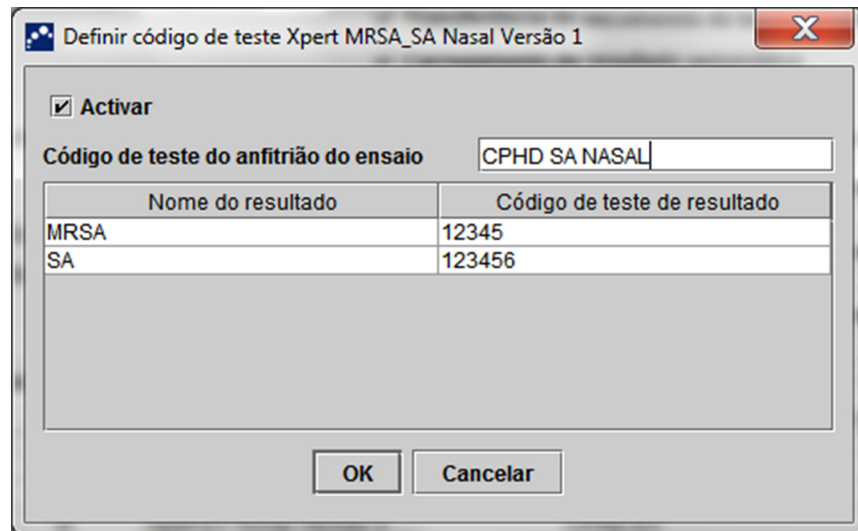 Definir código de teste Xpert MRSA_SA Nasal Versão 1
Activar
Código de teste do anfitrião do ensaio CPHD SA NASAL
Nome do resultado Código de teste de resultado
MRSA 12345
SA 123456
OK Cancelar